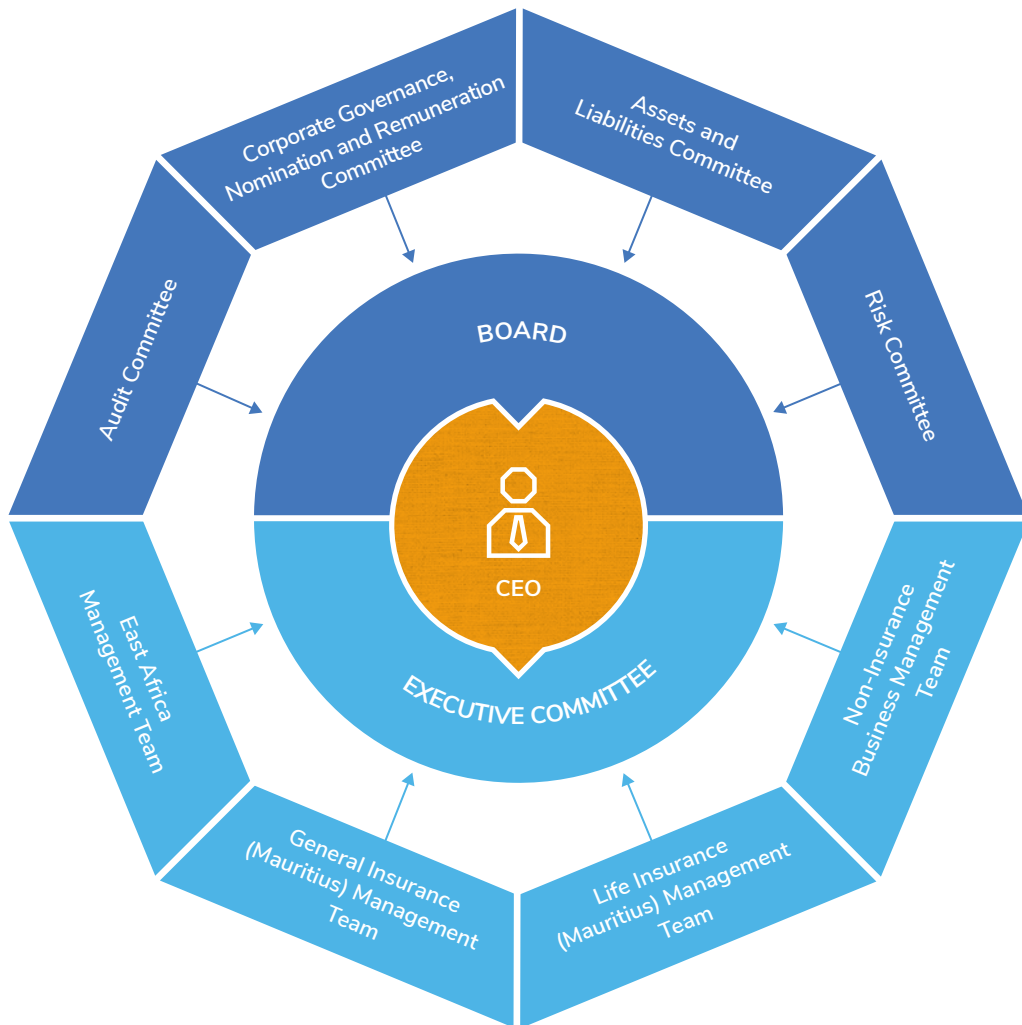 Corporate Governance,
Nomination and Remuneration
Committee
Assets and
Liabilities Committee
Audit Committee
Risk Committee
BOARD
CEO
EXECUTIVE COMMITTEE
East Africa
Management Team
Non-Insurance
Business Management
Team
General Insurance
(Mauritius) Management
Team
Life Insurance
(Mauritius) Management
Team